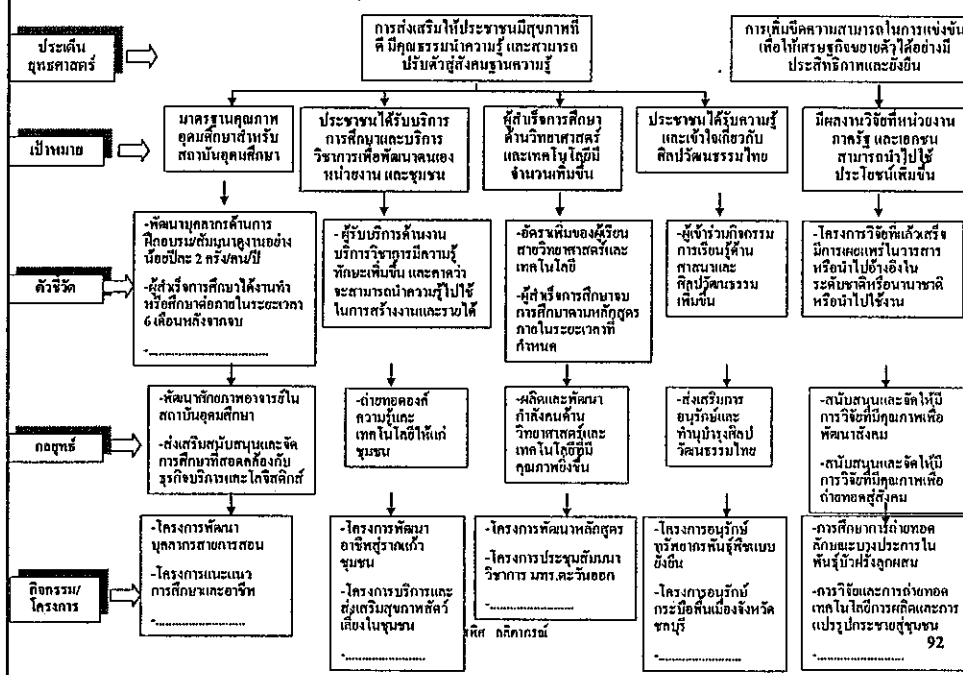 ประเด็น
ยุทธศาสตร์
การส่งเสริมให้ประชาชนมีสุขภาพที่
ดี มีคุณธรรมนำความรู้ และสามารถ
ปรับตัวสู่สังคมฐานความรู้
การเพิ่มขีดความสามารถในการแข่งขัน
เพื่อให้เศรษฐกิจขยายตัวได้อย่างมี
ประสิทธิภาพและยั่งยืน
เป้าหมาย
มาตรฐานคุณภาพ
อุดมศึกษาสำหรับ
สถาบันอุดมศึกษา
ประชาชนได้รับบริการ
การศึกษาและบริการ
วิชาการเพื่อพัฒนาตนเอง
หน่วยงาน และชุมชน
ผู้สำเร็จการศึกษา
ด้านวิทยาศาสตร์
และเทคโนโลยีมี
จำนวนเพิ่มขึ้น
ประชาชนได้รับความรู้
และเข้าใจเกี่ยวกับ
ศิลปวัฒนธรรมไทย
มีผลงานวิจัยที่หน่วยงาน
ภาครัฐ และเอกชน
สามารถนำไปใช้
ประโยชน์เพิ่มขึ้น
ตัวชี้วัด
-พัฒนาบุคลากรด้านการ
ฝึกอบรม/สัมมนาดูงานอย่าง
น้อยปีละ 2 ครั้ง/คน/ปี
-ผู้สำเร็จการศึกษาได้งานทำ
หรือศึกษาต่อภายในระยะเวลา
6 เดือนหลังจากจบ
-..............................
-ผู้รับบริการด้านงาน
บริการวิชาการมีความรู้
ทักษะเพิ่มขึ้น และคาดว่า
จะสามารถนำความรู้ไปใช้
ในการสร้างงานและรายได้
-อัตราเพิ่มของผู้เรียน
สายวิทยาศาสตร์และ
เทคโนโลยี
-ผู้สำเร็จการศึกษาจบ
การศึกษาตามหลักสูตร
ภายในระยะเวลาที่
กำหนด
-ผู้เข้าร่วมกิจกรรม
การเรียนรู้ด้าน
ศาสนาและ
ศิลปวัฒนธรรม
เพิ่มขึ้น
-โครงการวิจัยที่แล้วเสร็จ
มีการเผยแพร่ในวารสาร
หรือนำไปอ้างอิงใน
ระดับชาติหรือนานาชาติ
หรือนำไปใช้งาน
กลยุทธ์
-พัฒนาศักยภาพอาจารย์ใน
สถาบันอุดมศึกษา
-ส่งเสริมสนับสนุนและจัด
การศึกษาที่สอดคล้องกับ
ธุรกิจบริการและโลจิสติกส์
-ถ่ายทอดองค์
ความรู้และ
เทคโนโลยีให้แก่
ชุมชน
-ผลิตและพัฒนา
กำลังคนด้าน
วิทยาศาสตร์และ
เทคโนโลยีที่มี
คุณภาพยิ่งขึ้น
-ส่งเสริมการ
อนุรักษ์และ
ทำนุบำรุงศิลป
วัฒนธรรมไทย
-สนับสนุนและจัดให้มี
การวิจัยที่มีคุณภาพเพื่อ
พัฒนาสังคม
-สนับสนุนและจัดให้มี
การวิจัยที่มีคุณภาพเพื่อ
ถ่ายทอดสู่สังคม
กิจกรรม/
โครงการ
-โครงการพัฒนา
บุคลากรสายการสอน
-โครงการแนะแนว
การศึกษาและอาชีพ
-..............................
-โครงการพัฒนา
อาชีพสู่รากแก้ว
ชุมชน
-โครงการบริการและ
ส่งเสริมสุขภาพสัตว์
เลี้ยงในชุมชน
-..............................
-โครงการพัฒนาหลักสูตร
-โครงการประชุมสัมมนา
วิชาการ มทร.ตะวันออก
-..............................
-โครงการอนุรักษ์
ทรัพยากรพันธุ์พืชแบบ
ยั่งยืน
-โครงการอนุรักษ์
กระบือพื้นเมืองจังหวัด
ชลบุรี
-..............................
-การศึกษาการถ่ายทอด
ลักษณะบางประการใน
พันธุ์บัวฝรั่งลูกผสม
-การวิจัยและการถ่ายทอด
เทคโนโลยีการผลิตและการ
แปรรูปกระชายสู่ชุมชน
-..............................
92